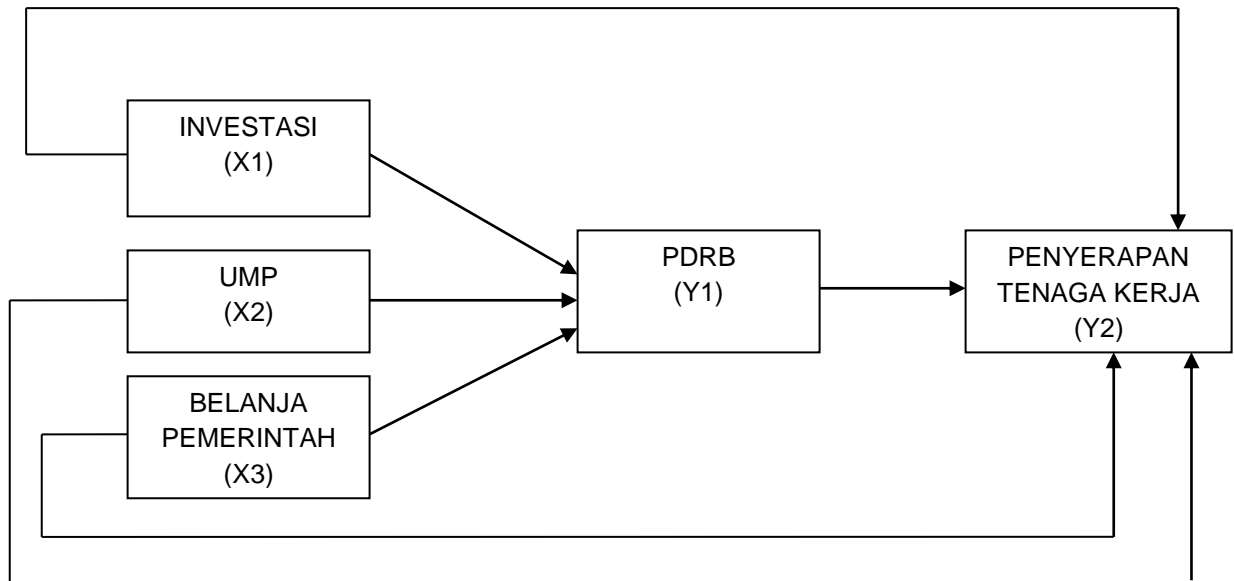 INVESTASI
(X1)
UMP
(X2)
BELANJA
PEMERINTAH
(X3)
PDRB
(Y1)
PENYERAPAN
TENAGA KERJA
(Y2)